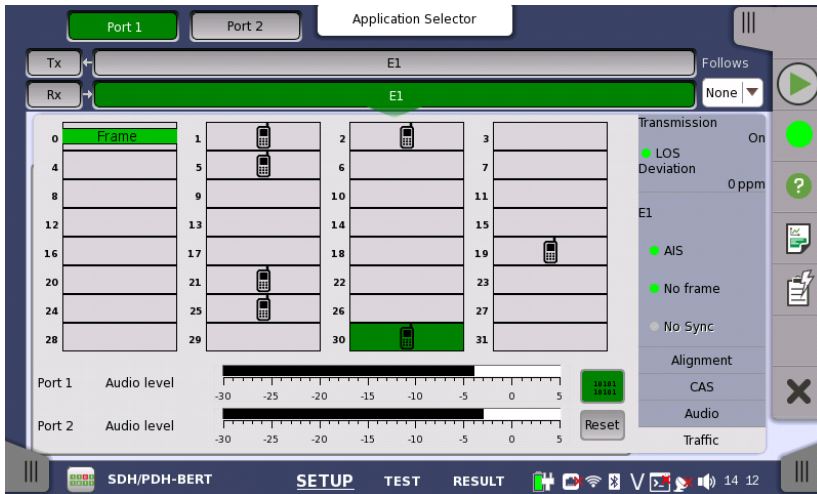 Port 1 Port 2 Application Selector
Tx E1 Follows
Rx E1 None
Transmission
On
LOS
Deviation
0 ppm
0 Frame 1 2 3
4 5 6 7
8 9 10 11
12 13 14 15
16 17 18 19
20 21 22 23
24 25 26 27
28 29 30 31
E1
AIS
No frame
No Sync
Alignment
CAS
Audio
Traffic
Port 1 Audio level
-30 -25 -20 -15 -10 -5 0 5
10101
10101
Port 2 Audio level
-30 -25 -20 -15 -10 -5 0 5
Reset
SDH/PDH-BERT SETUP TEST RESULT 14 12